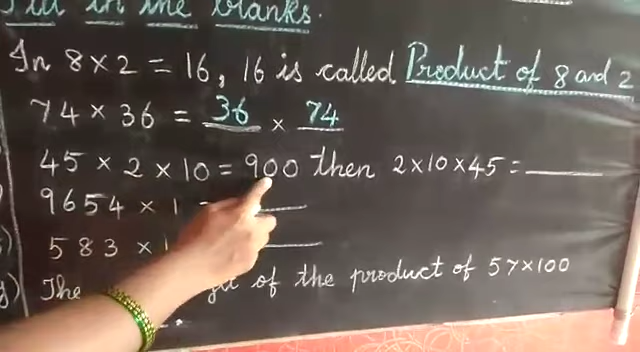 Fill in the blanks.
In 8 × 2 = 16, 16 is called Product of 8 and 2
74 × 36 = 36 × 74
45 × 2 × 10 = 900 then 2 × 10 × 45 = ______
9654 × 1
583 × 1
g) The of the product of 57 × 100